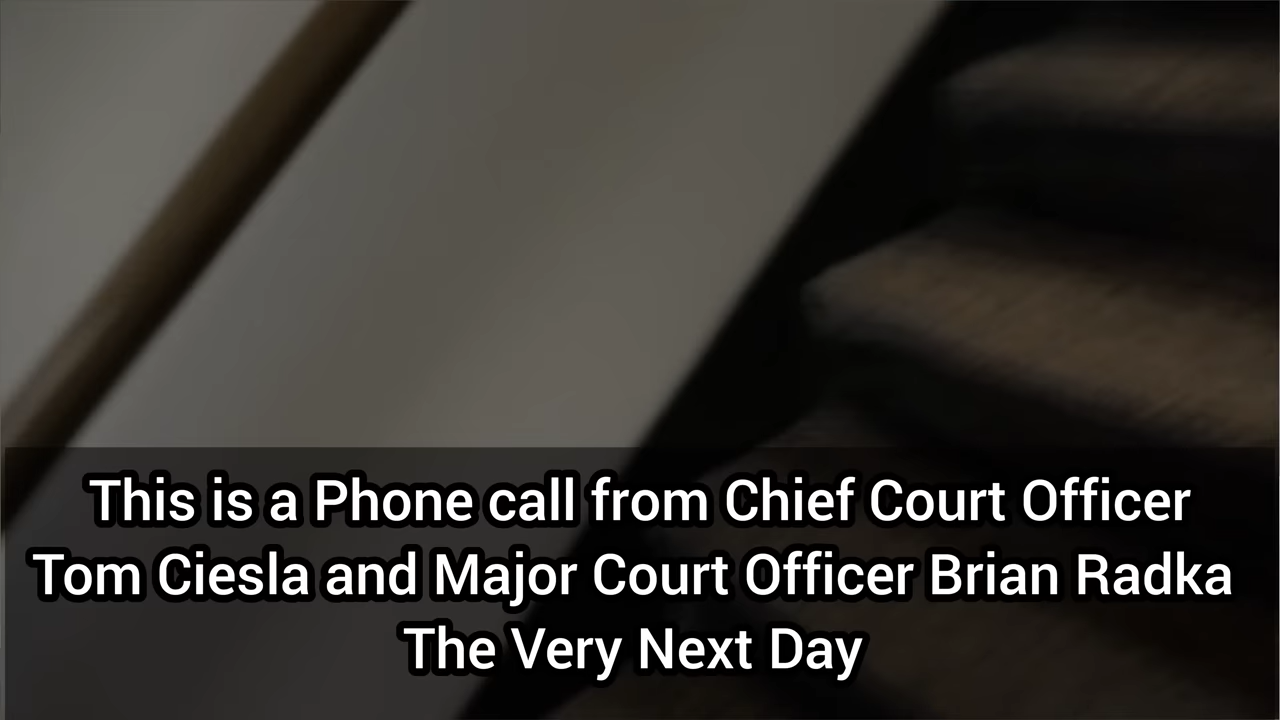 This is a Phone call from Chief Court Officer
Tom Ciesla and Major Court Officer Brian Radka
The Very Next Day